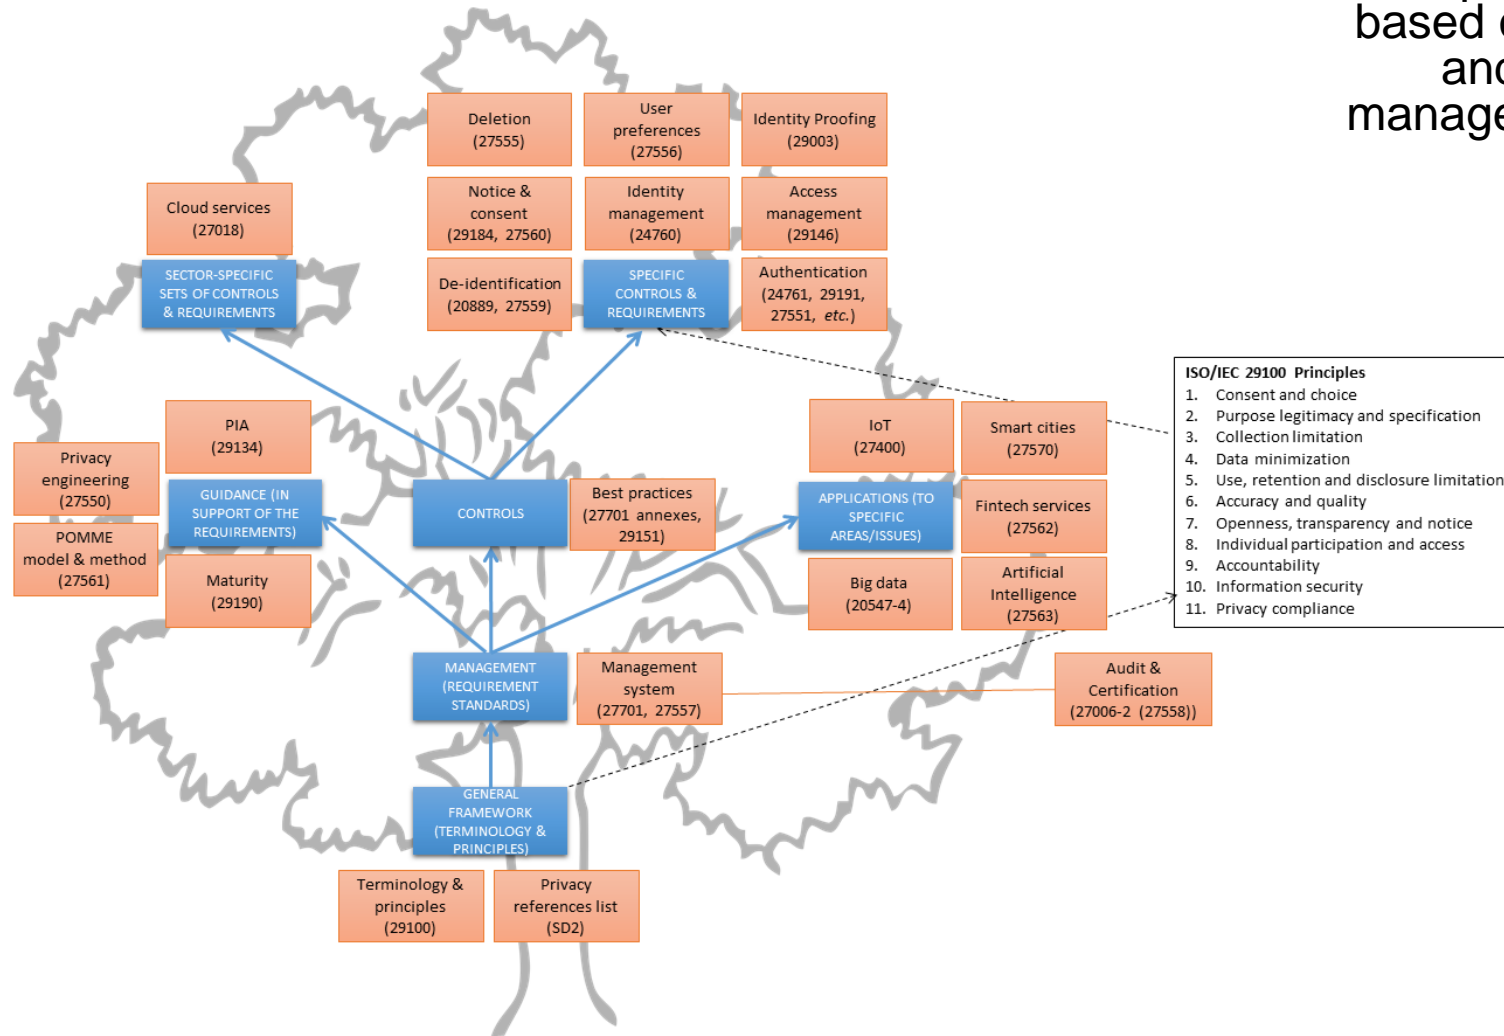 based
and
manage
Deletion
(27555)
User
preferences
(27556)
Identity Proofing
(29003)
Cloud services
(27018)
Notice &
consent
(29184, 27560)
Identity
management
(24760)
Access
management
(29146)
SECTOR-SPECIFIC
SETS OF CONTROLS
& REQUIREMENTS
De-identification
(20889, 27559)
SPECIFIC
CONTROLS &
REQUIREMENTS
Authentication
(24761, 29191,
27551, etc.)
ISO/IEC 29100 Principles
1. Consent and choice
2. Purpose legitimacy and specification
3. Collection limitation
4. Data minimization
5. Use, retention and disclosure limitation
6. Accuracy and quality
7. Openness, transparency and notice
8. Individual participation and access
9. Accountability
10. Information security
11. Privacy compliance
PIA
(29134)
Privacy
engineering
(27550)
GUIDANCE (IN
SUPPORT OF THE
REQUIREMENTS)
POMME
model & method
(27561)
Maturity
(29190)
CONTROLS
Best practices
(27701 annexes,
29151)
IoT
(27400)
Smart cities
(27570)
APPLICATIONS (TO
SPECIFIC
AREAS/ISSUES)
Fintech services
(27562)
Big data
(20547-4)
Artificial
Intelligence
(27563)
MANAGEMENT
(REQUIREMENT
STANDARDS)
Management
system
(27701, 27557)
Audit &
Certification
(27006-2 (27558))
GENERAL
FRAMEWORK
(TERMINOLOGY &
PRINCIPLES)
Terminology &
principles
(29100)
Privacy
references list
(SD2)